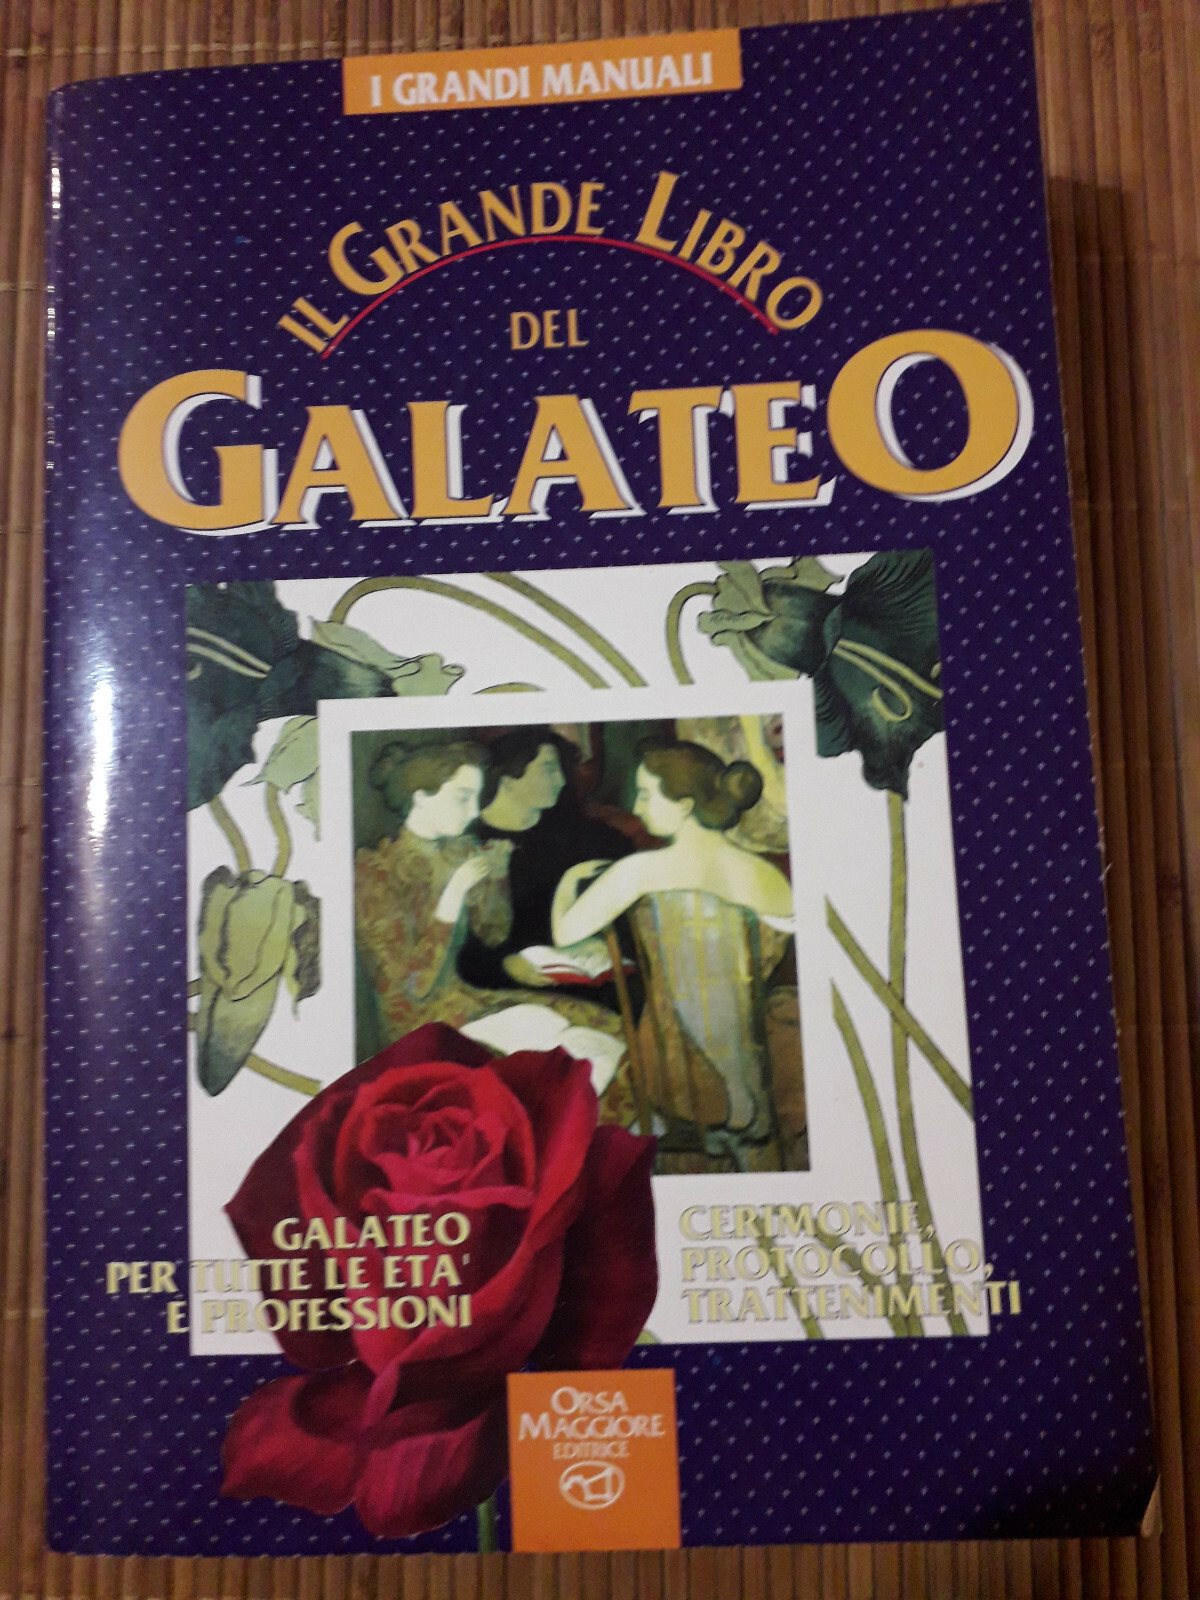 I GRANDI MANUALI
IL GRANDE LIBRO
DEL
GALATEO
GALATEO
PER TUTTE LE ETA'
E PROFESSIONI
CERIMONIE,
PROTOCOLLO,
TRATTENIMENTI
ORSA
MAGGIORE
EDITRICE